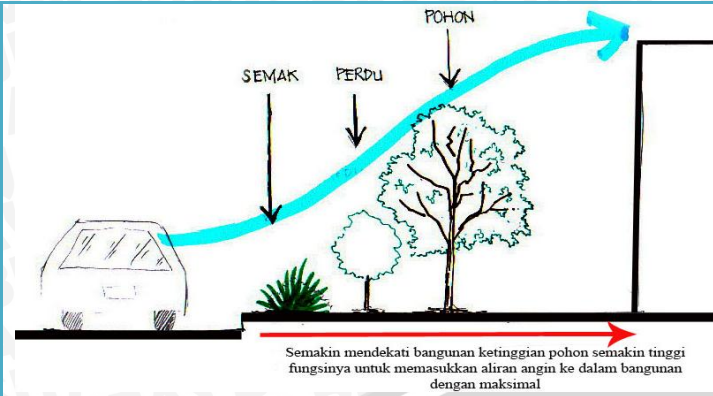 POHON
SEMAK
PERDU
Semakin mendekati bangunan ketinggian pohon semakin tinggi
fungsinya untuk memasukkan aliran angin ke dalam bangunan
dengan maksimal